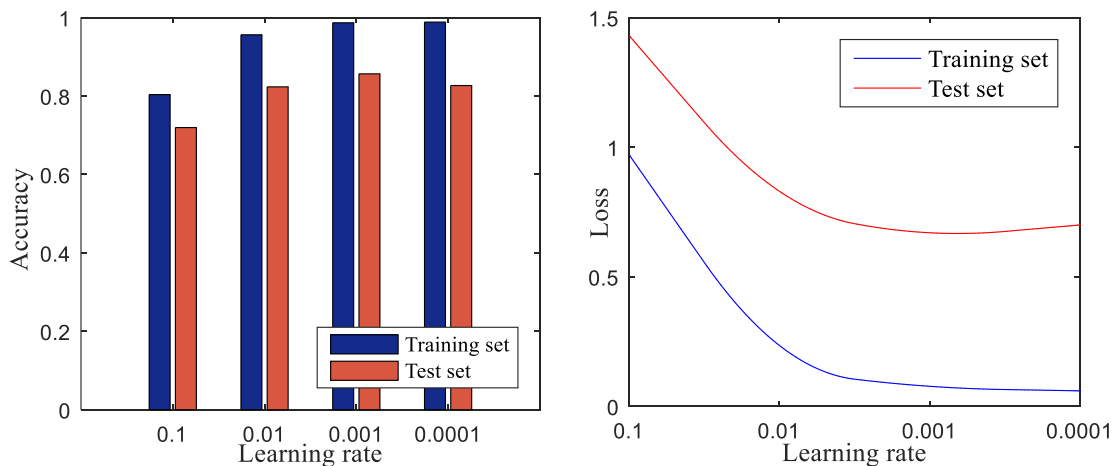 1
0.8
0.6
0.4
0.2
0
Accuracy
0.1
0.01
0.001
0.0001
Learning rate
Training set
Test set
1.5
1
0.5
0
Loss
0.1
0.01
0.001
0.0001
Learning rate
Training set
Test set